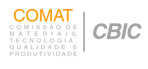 COMAT
COMISSÃO DE
MATERIAIS,
TECNOLOGIA,
QUALIDADE E
PRODUTIVIDADE
CBIC